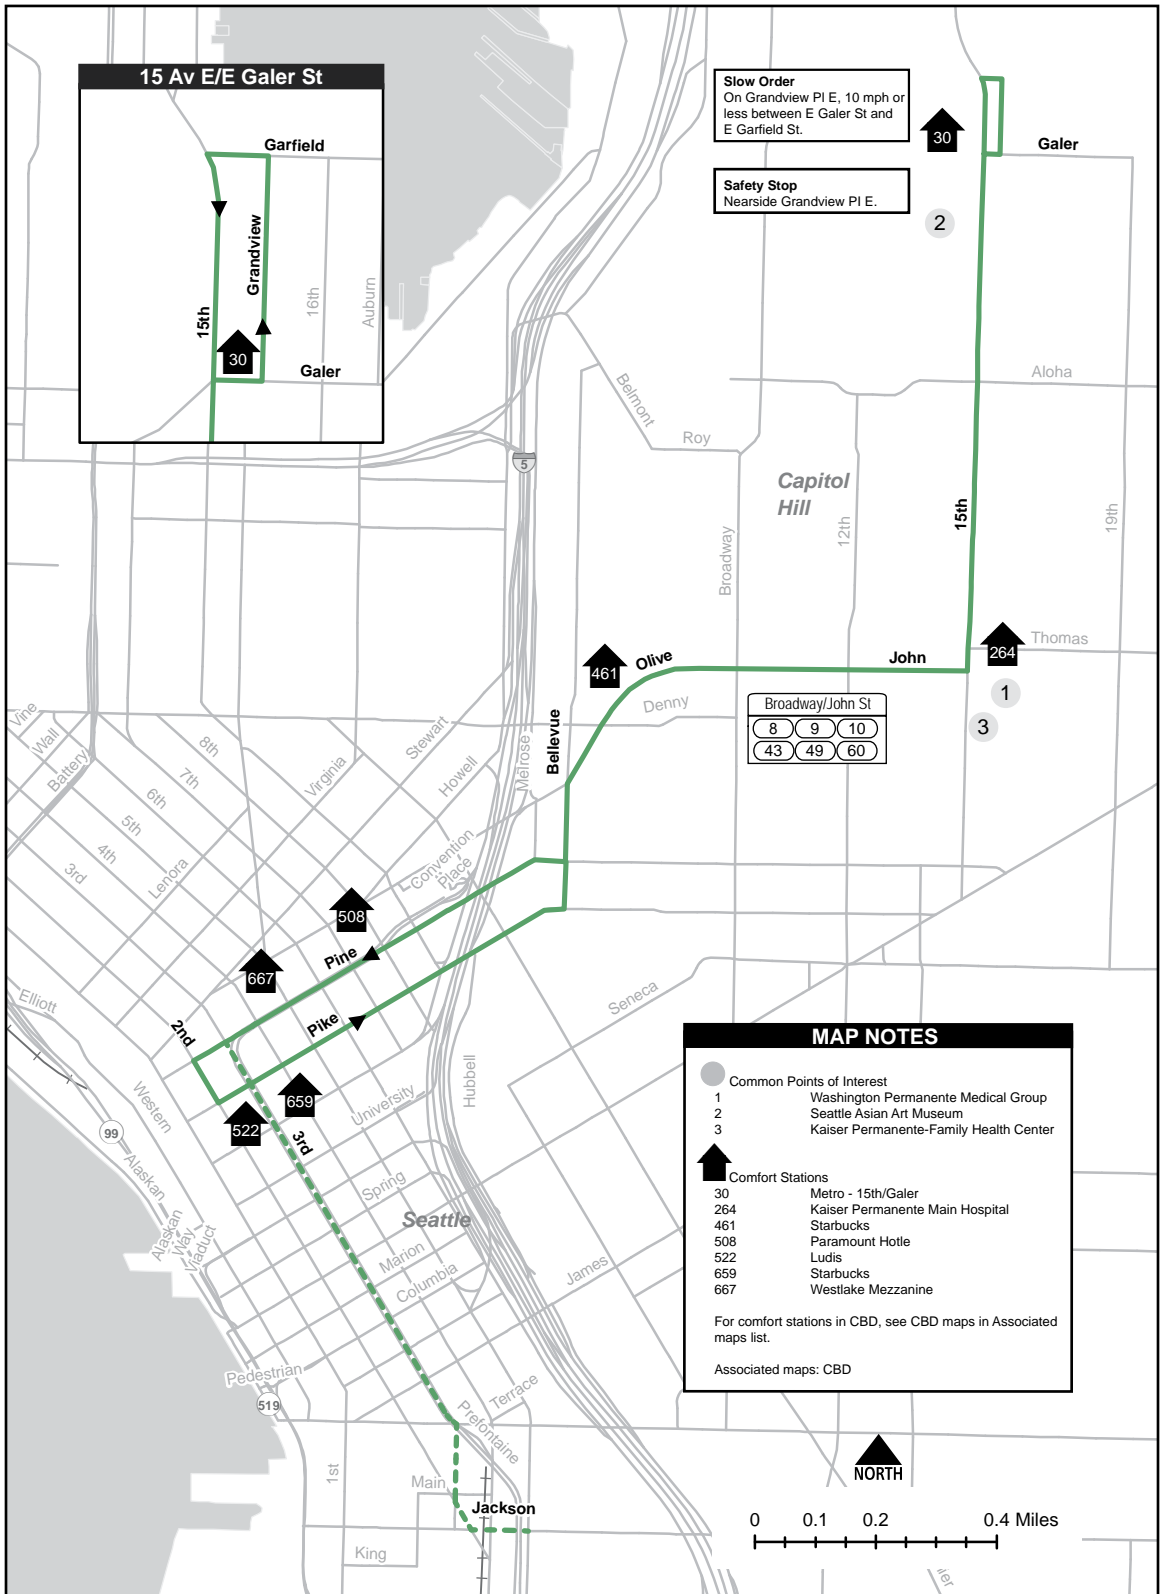 15 Av E/E Galer St
Garfield
Grandview
15th
16th
Auburn
30
Galer
Slow Order
On Grandview Pl E, 10 mph or
less between E Galer St and
E Garfield St.
Safety Stop
Nearside Grandview Pl E.
30
2
Galer
Aloha
Belmont
Roy
5
Capitol
Hill
Broadway
12th
15th
19th
Thomas
264
461
Olive
John
1
3
Denny
Bellevue
Melrose
Broadway/John St
8 9 10
43 49 60
Vine
Wall
Battery
8th
7th
6th
5th
4th
3rd
Virginia
Lenora
Stewart
Howell
Convention
Place
508
667
Pine
Pike
2nd
Elliott
Western
Seneca
Hubbell
University
659
522
3rd
99
Alaskan
Alaskan
Way
Viaduct
Spring
Seattle
Marion
Columbia
James
Pedestrian
519
Terrace
Prefontaine
1st
Main
Jackson
King
MAP NOTES
Common Points of Interest
1 Washington Permanente Medical Group
2 Seattle Asian Art Museum
3 Kaiser Permanente-Family Health Center
Comfort Stations
30 Metro - 15th/Galer
264 Kaiser Permanente Main Hospital
461 Starbucks
508 Paramount Hotle
522 Ludis
659 Starbucks
667 Westlake Mezzanine
For comfort stations in CBD, see CBD maps in Associated
maps list.
Associated maps: CBD
NORTH
0 0.1 0.2 0.4 Miles